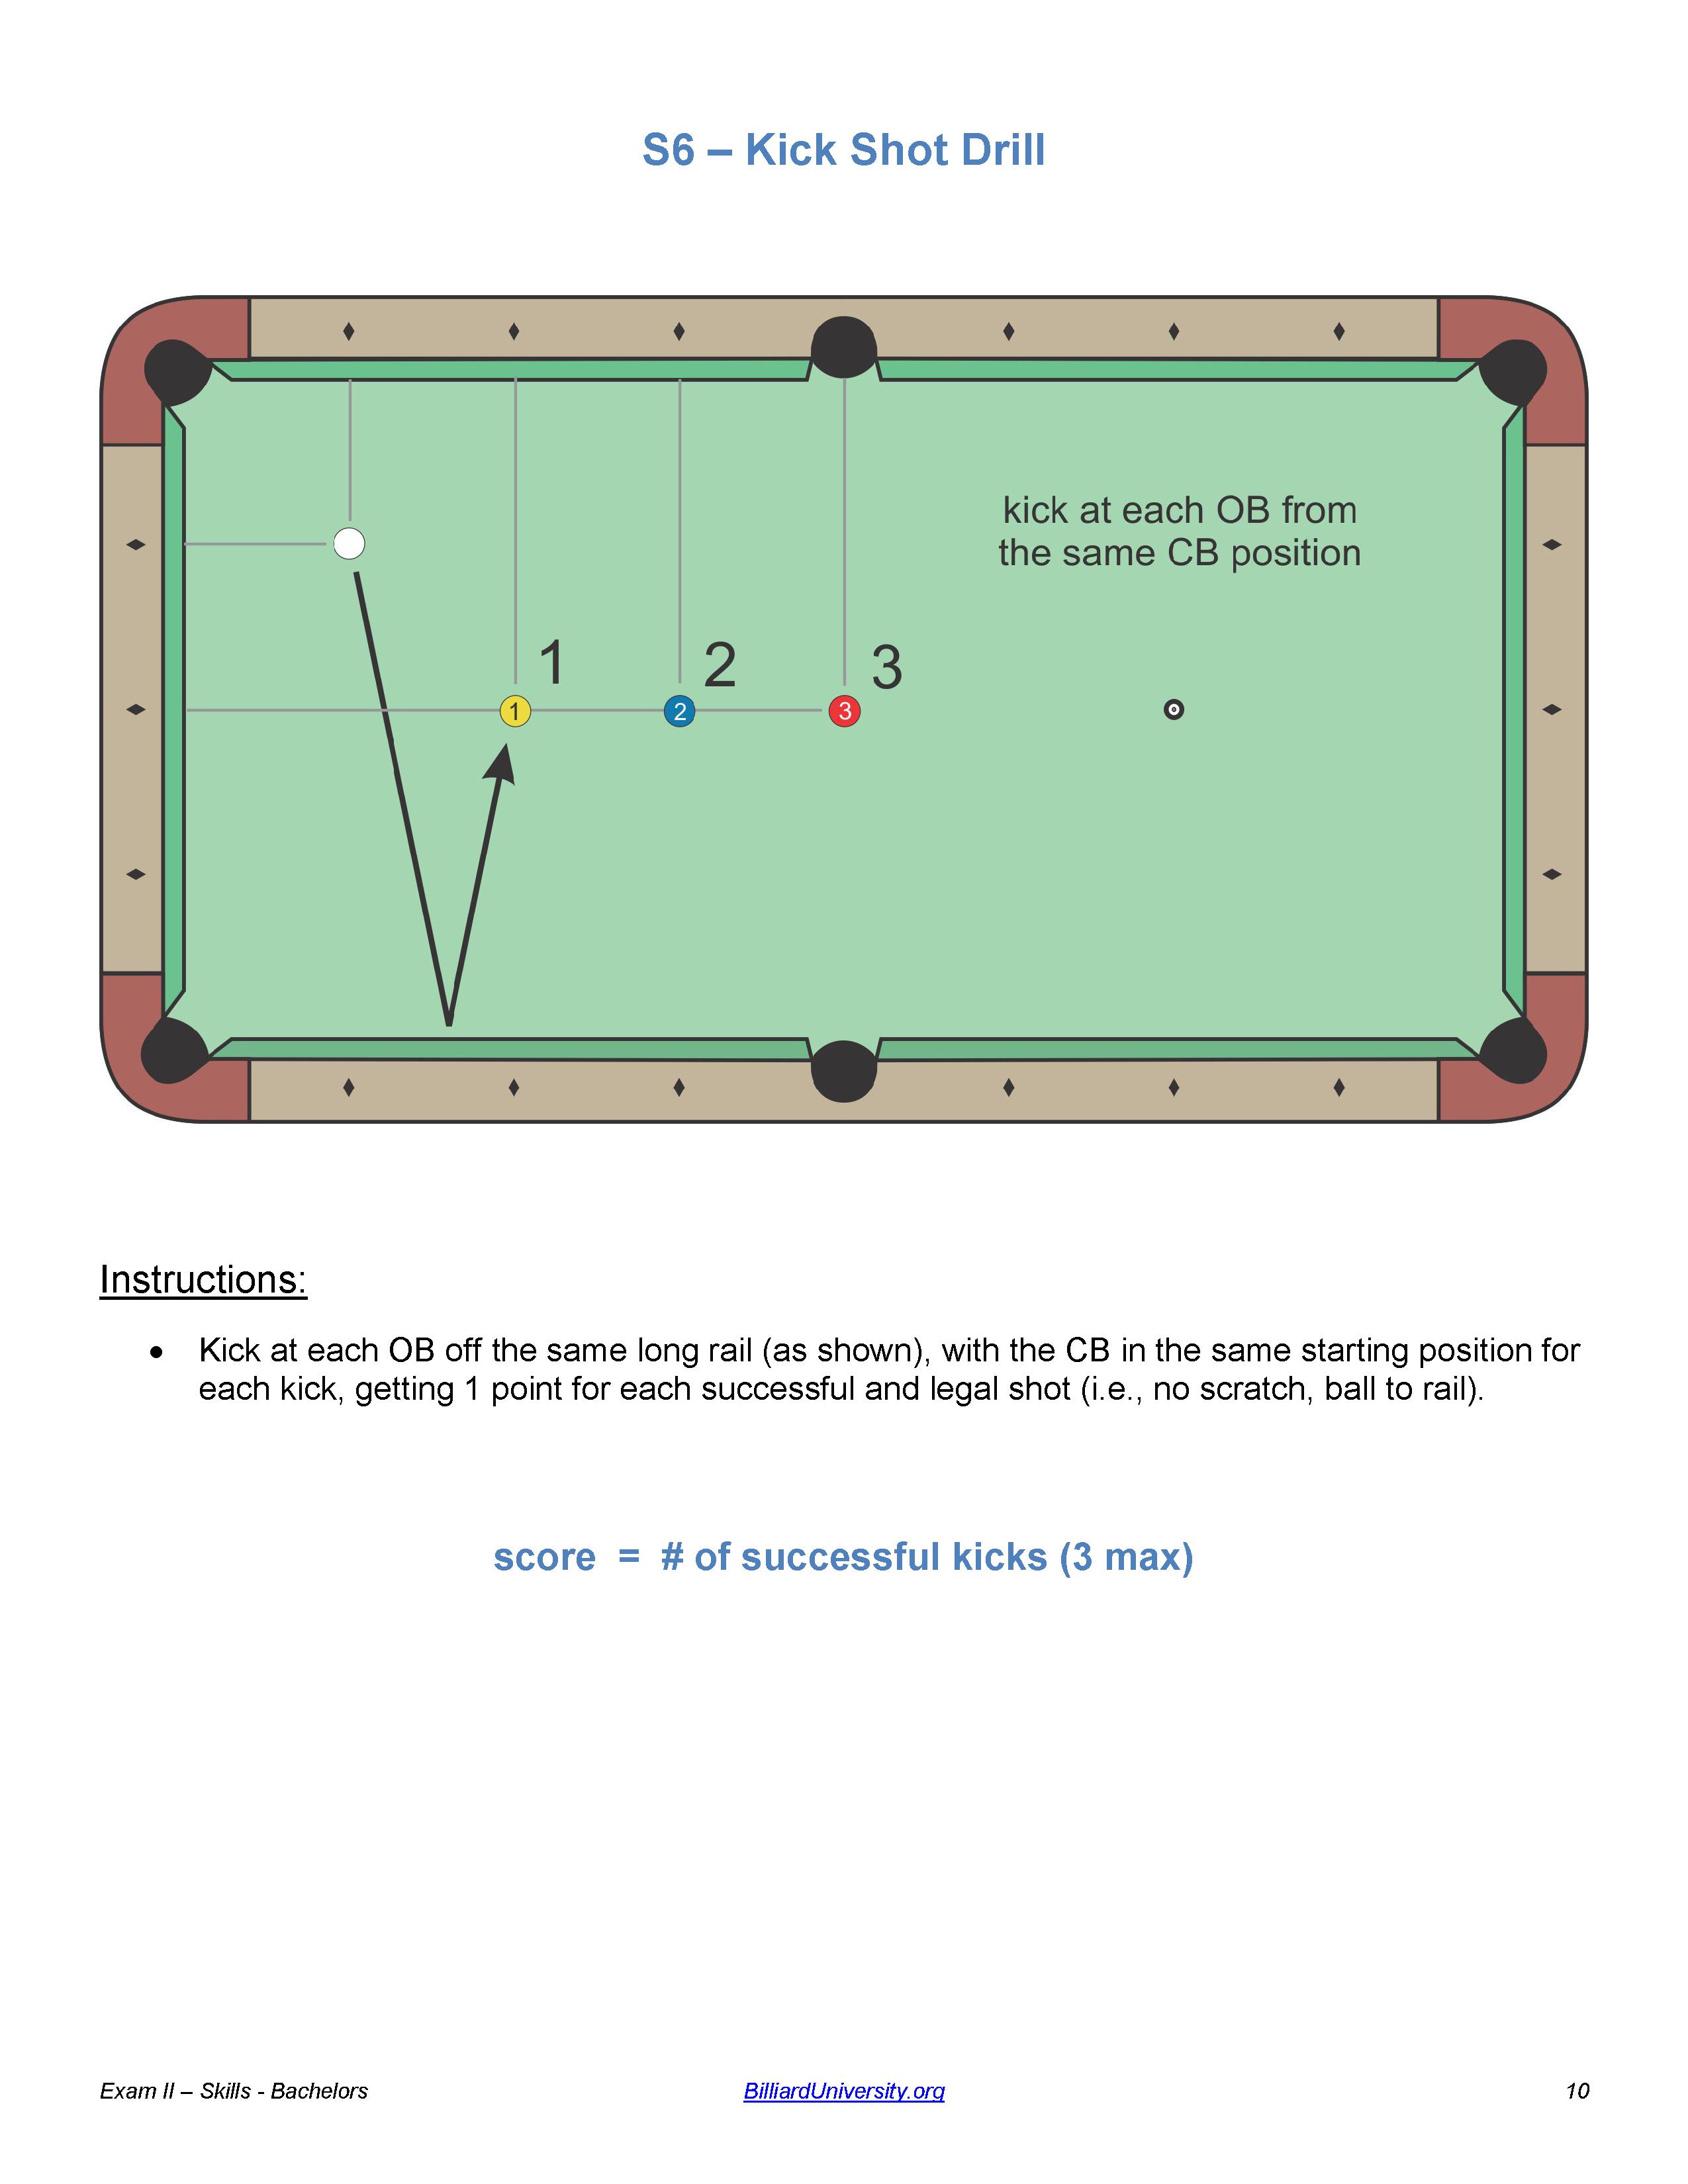 S6 – Kick Shot Drill
kick at each OB from
the same CB position
1
2
3
1
2
3
Instructions:
• Kick at each OB off the same long rail (as shown), with the CB in the same starting position for
each kick, getting 1 point for each successful and legal shot (i.e., no scratch, ball to rail).
score = # of successful kicks (3 max)
Exam II – Skills - Bachelors BilliardUniversity.org 10